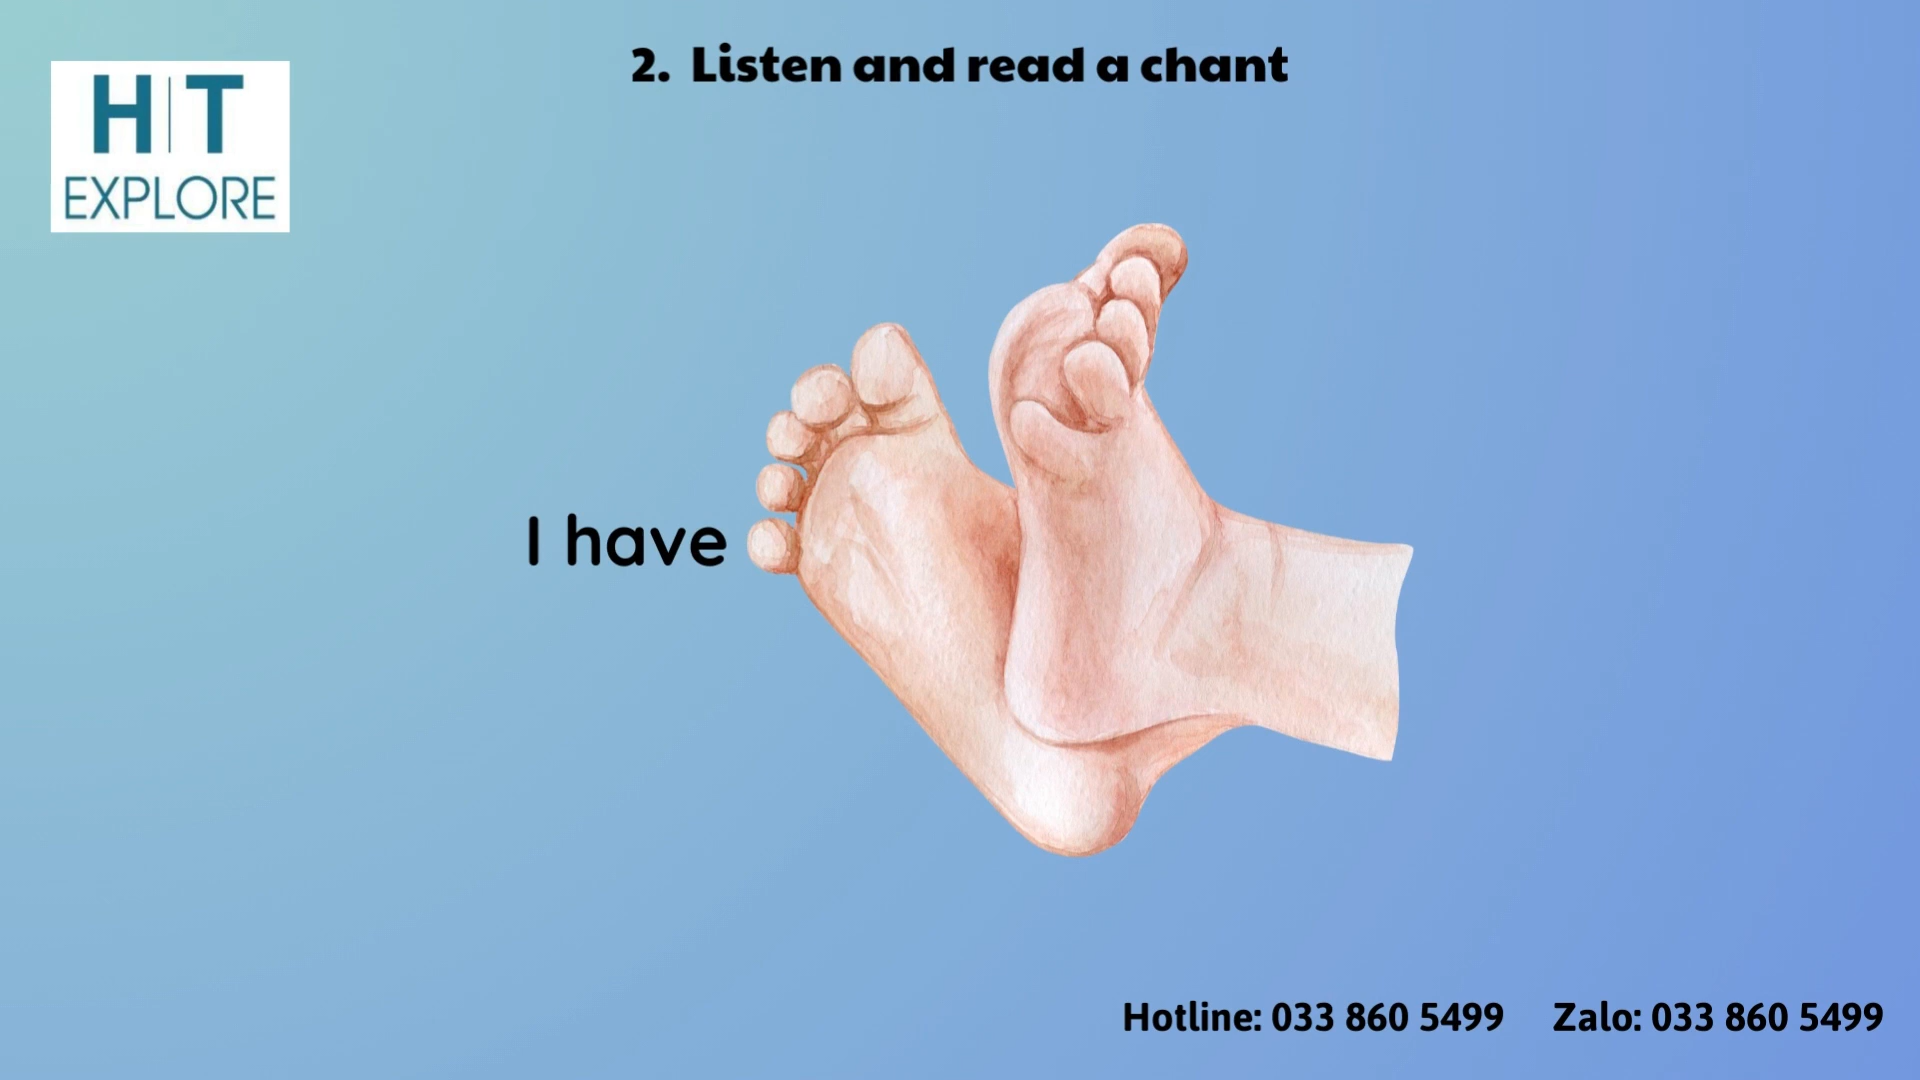 2. Listen and read a chant
H|T
EXPLORE
I have
Hotline: 033 860 5499 Zalo: 033 860 5499